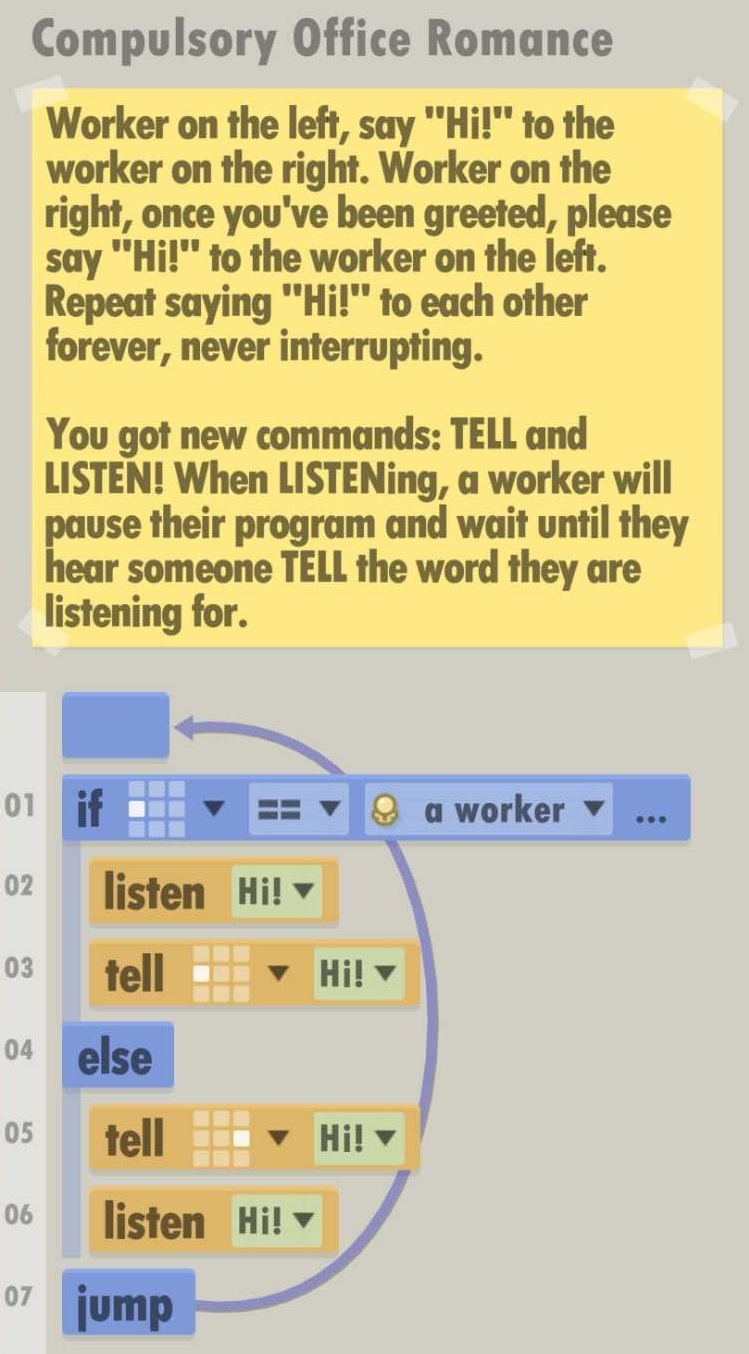 Compulsory Office Romance
Worker on the left, say "Hi!" to the
worker on the right. Worker on the
right, once you've been greeted, please
say "Hi!" to the worker on the left.
Repeat saying "Hi!" to each other
forever, never interrupting.
You got new commands: TELL and
LISTEN! When LISTENing, a worker will
pause their program and wait until they
hear someone TELL the word they are
listening for.
01 if == a worker ...
02 listen Hi!
03 tell Hi!
04 else
05 tell Hi!
06 listen Hi!
07 jump